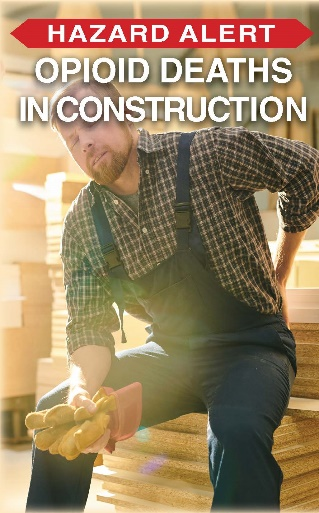 HAZARD ALERT
OPIOID DEATHS
IN CONSTRUCTION